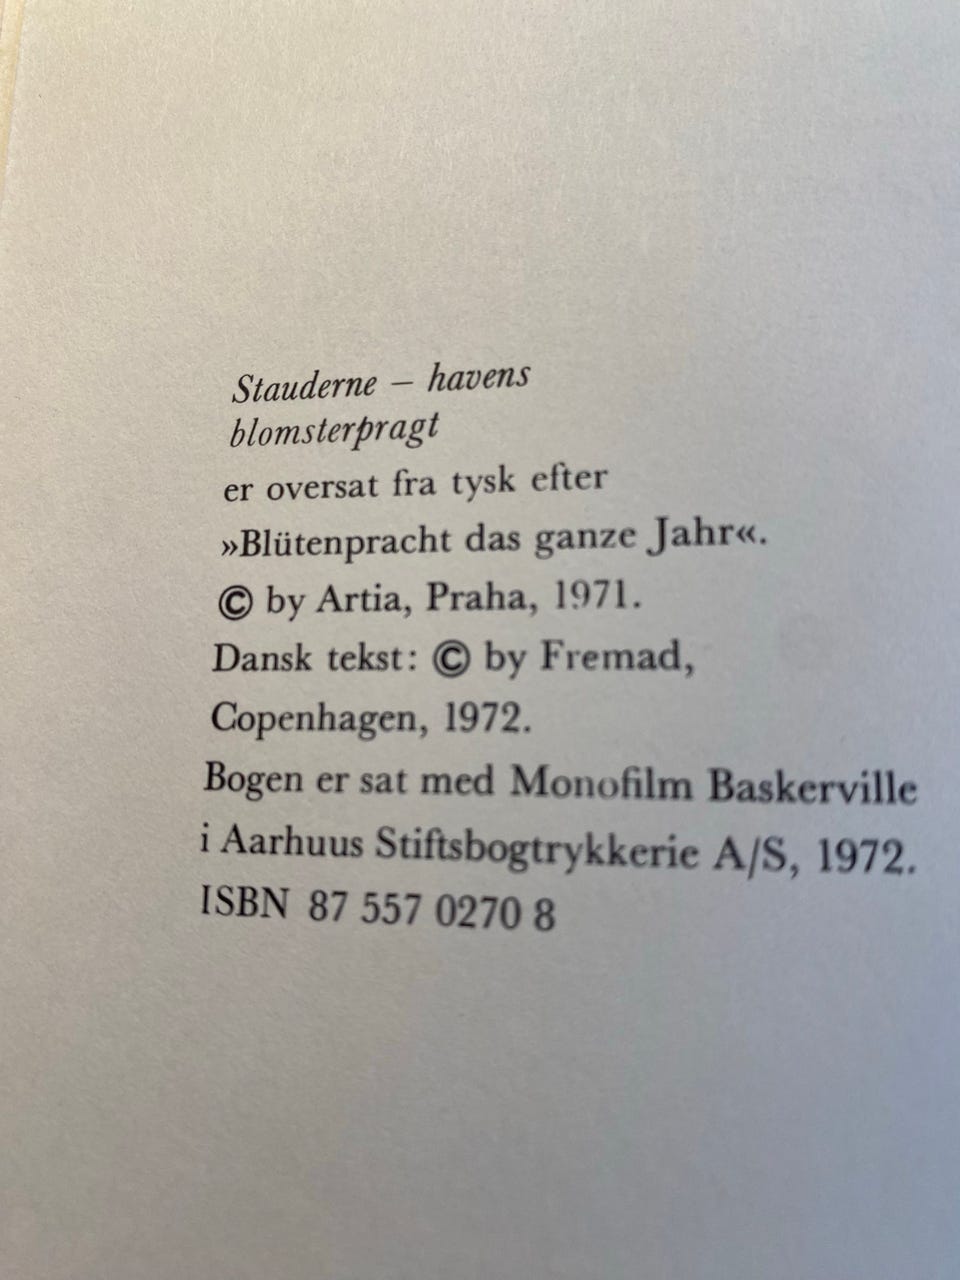 Stauderne – havens
blomsterpragt
er oversat fra tysk efter
»Blütenpracht das ganze Jahr«.
© by Artia, Praha, 1971.
Dansk tekst: © by Fremad,
Copenhagen, 1972.
Bogen er sat med Monofilm Baskerville
i Aarhuus Stiftsbogtrykkerie A/S, 1972.
ISBN 87 557 0270 8